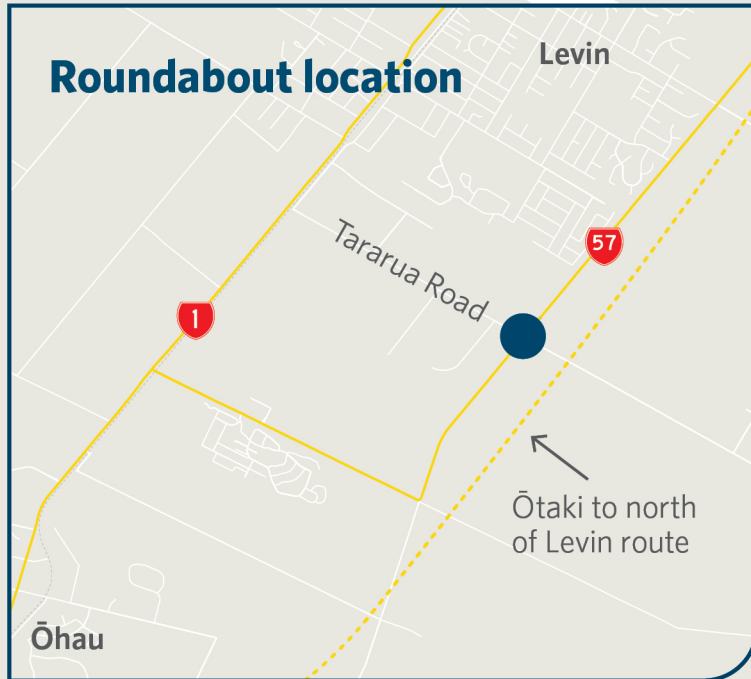 Roundabout location
Levin
57
Tararua Road
1
Ōtaki to north
of Levin route
Ōhau